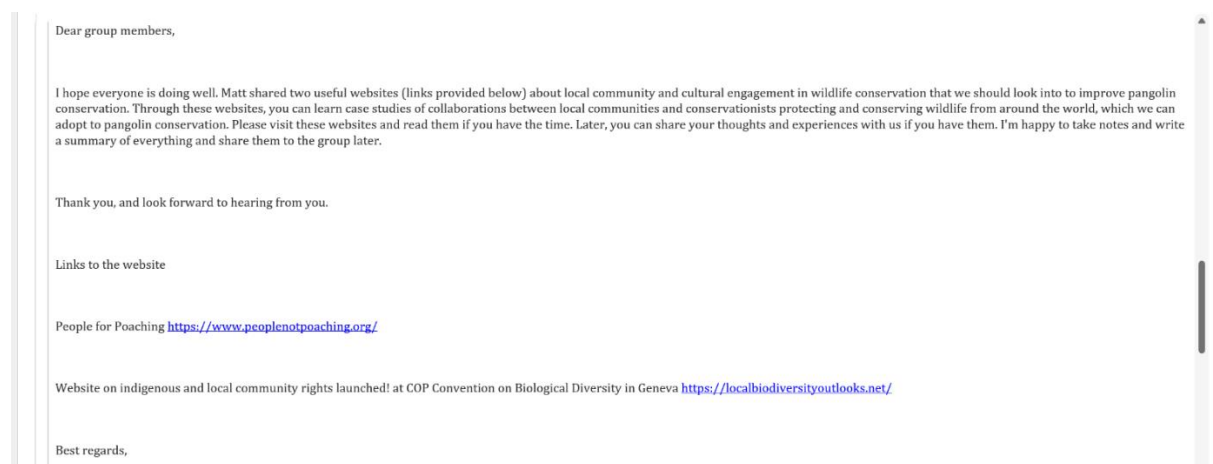 Dear group members,
I hope everyone is doing well. Matt shared two useful websites (links provided below) about local community and cultural engagement in wildlife conservation that we should look into to improve pangolin
conservation. Through these websites, you can learn case studies of collaborations between local communities and conservationists protecting and conserving wildlife from around the world, which we can
adopt to pangolin conservation. Please visit these websites and read them if you have the time. Later, you can share your thoughts and experiences with us if you have them. I'm happy to take notes and write
a summary of everything and share them to the group later.
Thank you, and look forward to hearing from you.
Links to the website
People for Poaching https://www.peoplenotpoaching.org/
Website on indigenous and local community rights launched! at COP Convention on Biological Diversity in Geneva https://localbiodiversityoutlooks.net/
Best regards,